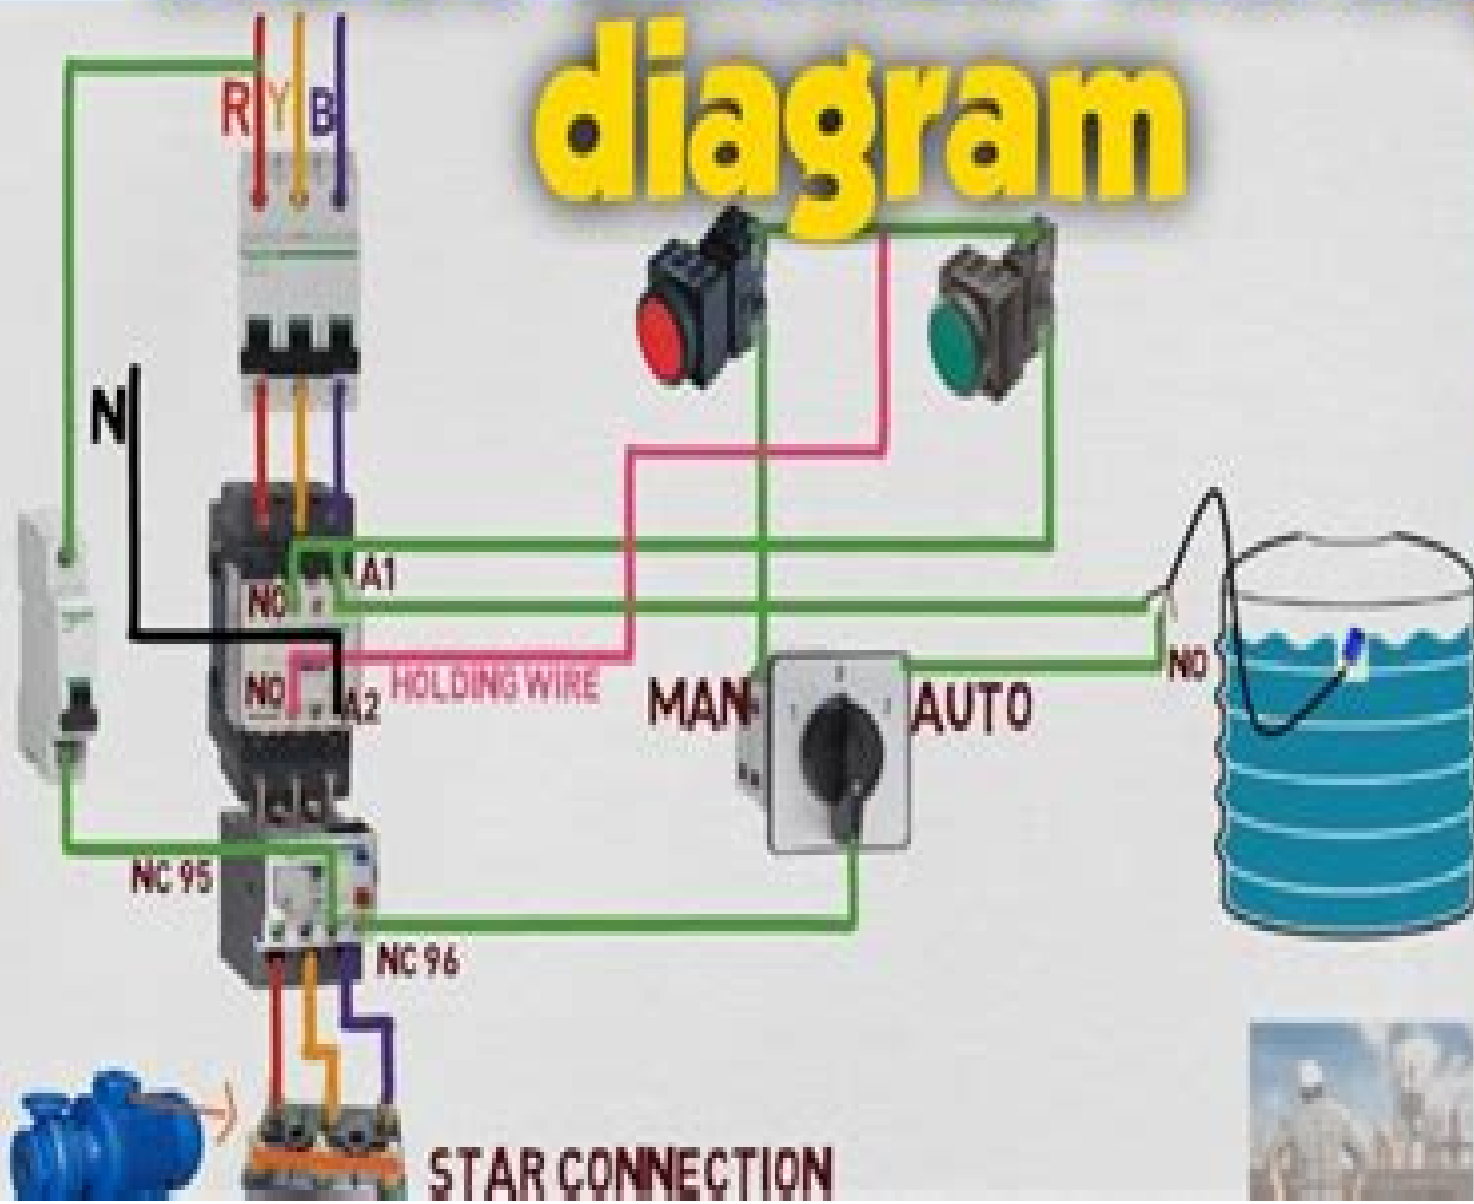 diagram
R Y B
N
A1
NO
HOLDING WIRE
NO
A2
MAN
AUTO
NO
NC 95
NC 96
STAR CONNECTION